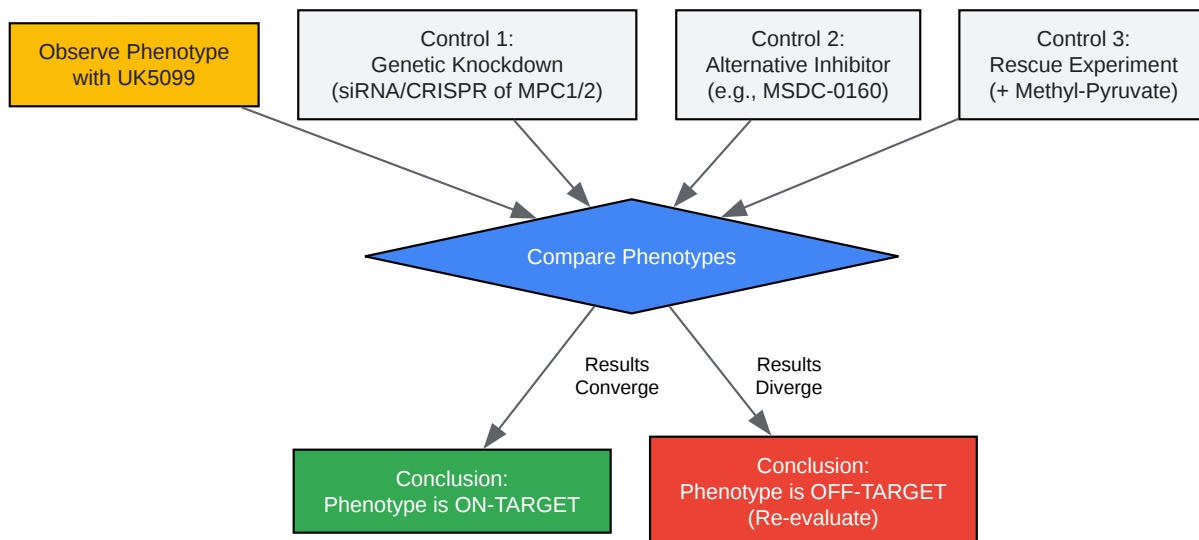 Observe Phenotype
with UK5099
Control 1:
Genetic Knockdown
(siRNA/CRISPR of MPC1/2)
Control 2:
Alternative Inhibitor
(e.g., MSDC-0160)
Control 3:
Rescue Experiment
(+ Methyl-Pyruvate)
Compare Phenotypes
Results
Converge
Results
Diverge
Conclusion:
Phenotype is ON-TARGET
Conclusion:
Phenotype is OFF-TARGET
(Re-evaluate)